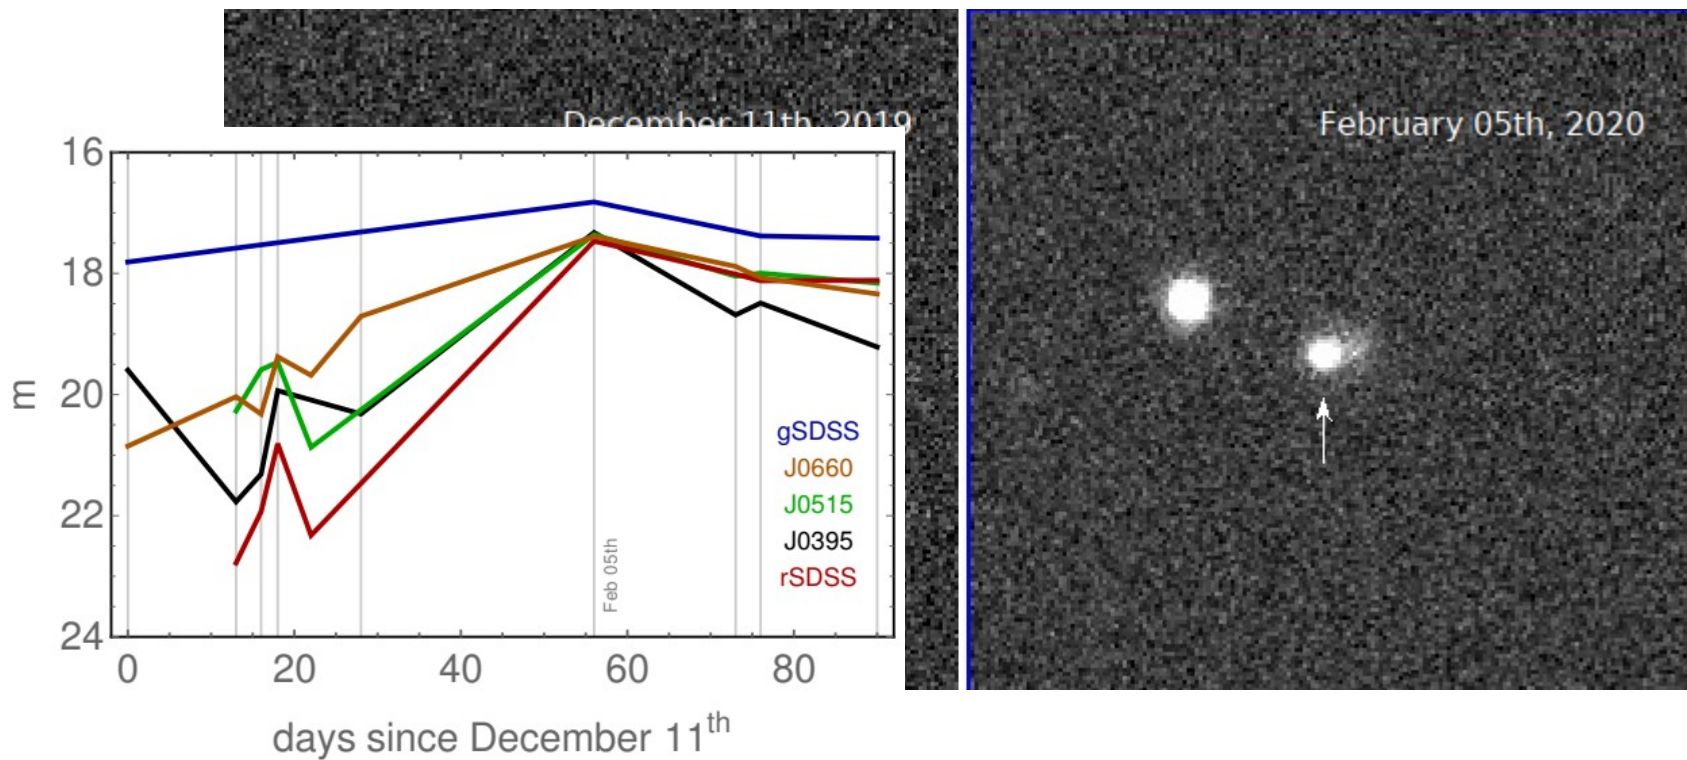 December 11th, 2019
February 05th, 2020
16
18
20
22
24
m
gSDSS
J0660
J0515
J0395
rSDSS
Feb 05th
0 20 40 60 80
days since December 11th